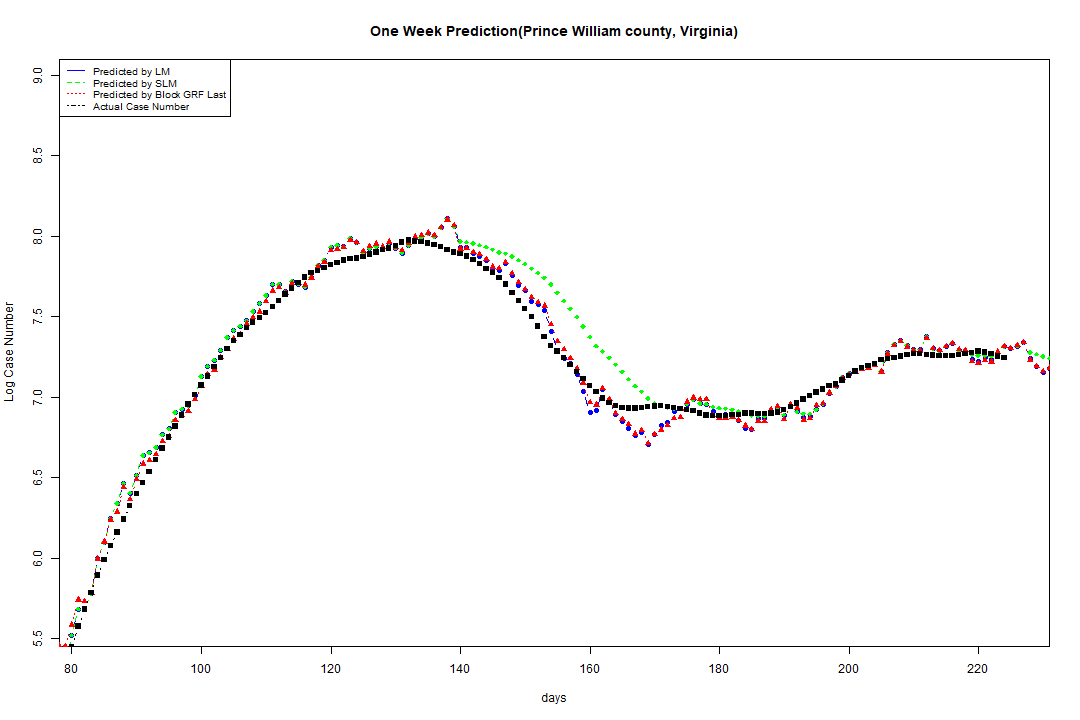 One Week Prediction(Prince William county, Virginia)
Predicted by LM
Predicted by SLM
Predicted by Block GRF Last
Actual Case Number
9.0
8.5
8.0
7.5
7.0
6.5
6.0
5.5
Log Case Number
80 100 120 140 160 180 200 220
days